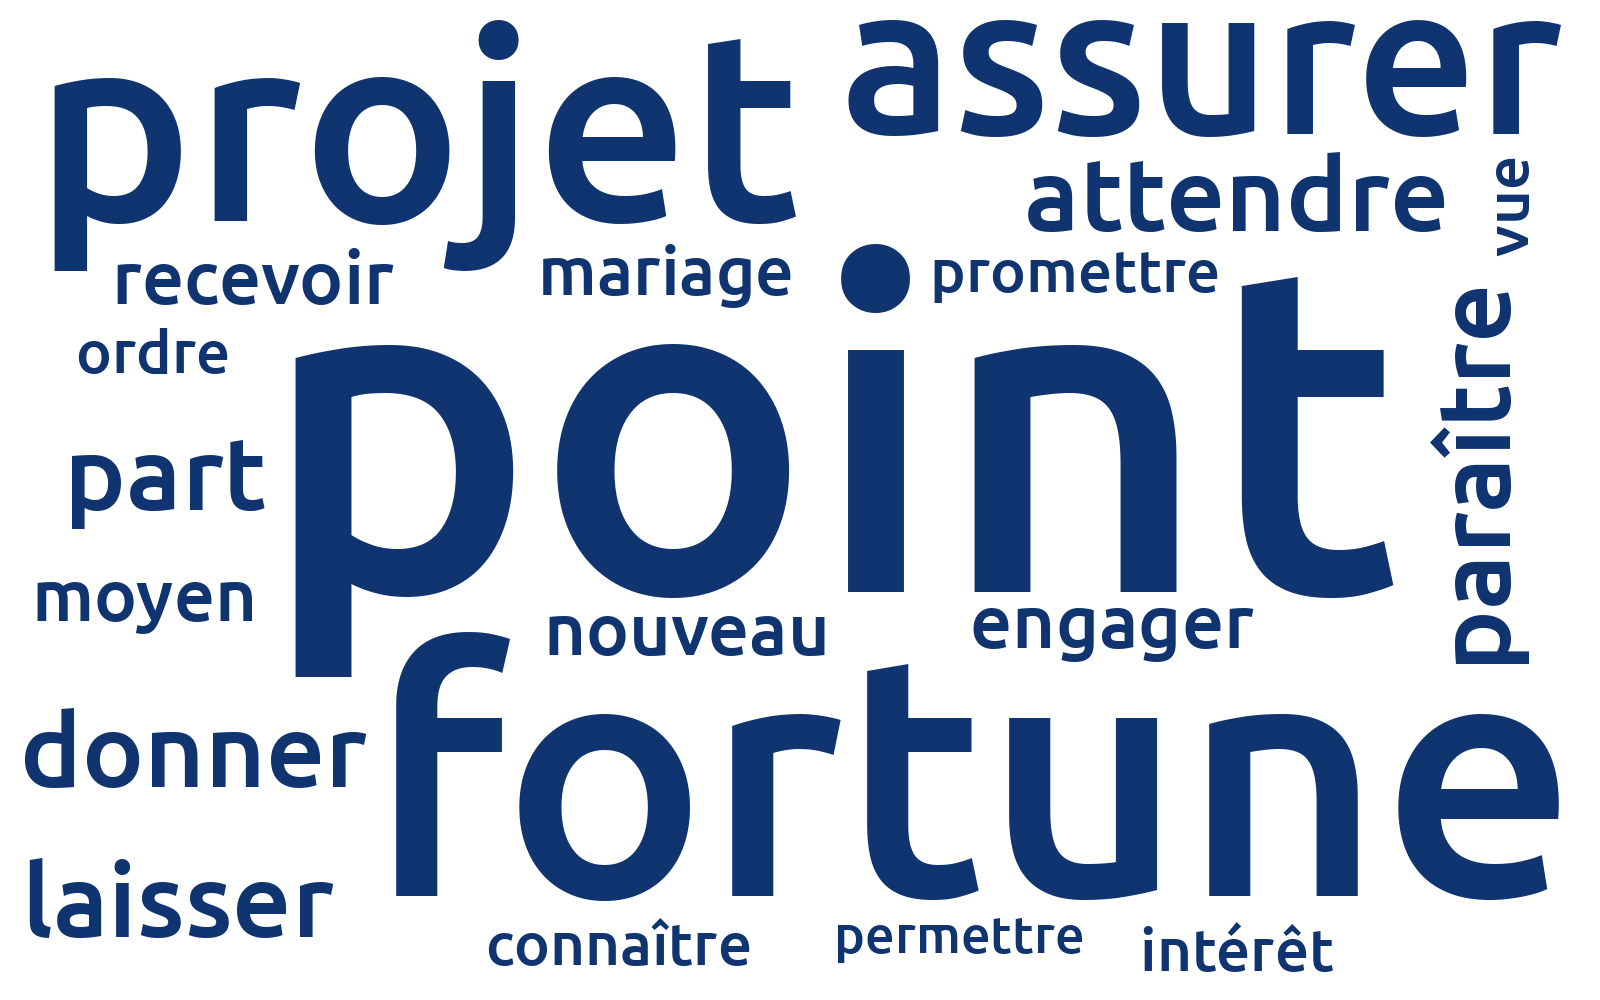 projet
assurer
attendre
vue
recevoir
mariage
promettre
ordre
point
paraître
part
moyen
nouveau
engager
fortune
donner
laisser
connaître
permettre
intérêt